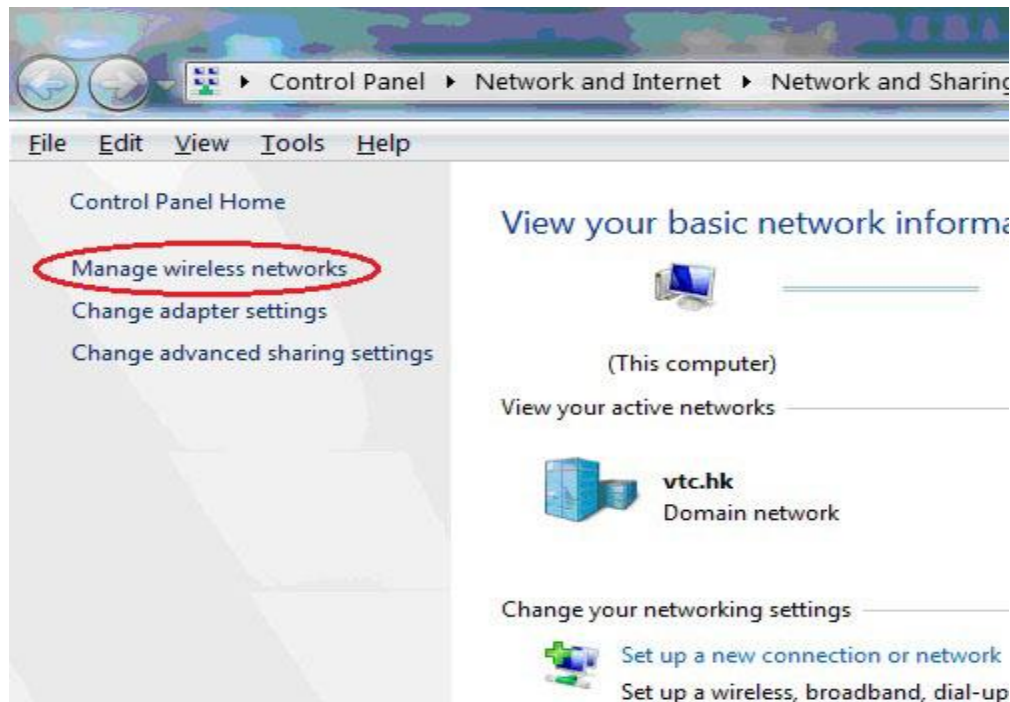 Control Panel ▸ Network and Internet ▸ Network and Sharing
File Edit View Tools Help
Control Panel Home
Manage wireless networks
Change adapter settings
Change advanced sharing settings
View your basic network informa
(This computer)
View your active networks
vtc.hk
Domain network
Change your networking settings
Set up a new connection or network
Set up a wireless, broadband, dial-up